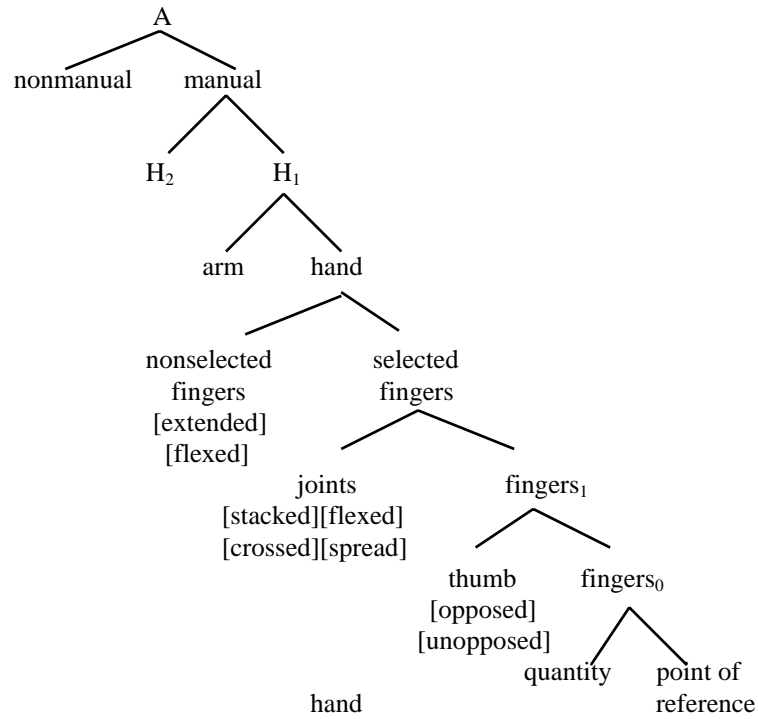 A
nonmanual manual
H₂ H₁
arm hand
nonselected selected
fingers fingers
[extended]
[flexed]
joints fingers₁
[stacked][flexed]
[crossed][spread]
thumb fingers₀
[opposed]
[unopposed]
quantity point of
hand reference